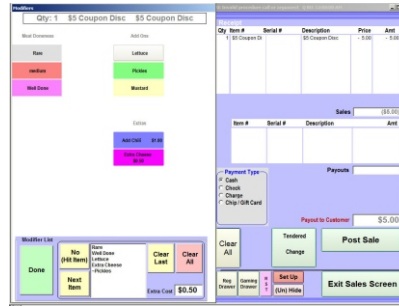 Modifiers
Qty: 1 $5 Coupon Disc $5 Coupon Disc
Meat Doneness
Add Ons
Rare
Lettuce
medium
Pickles
Well Done
Mustard
Extras
Add Chili $1.00
Extra Cheese
$0.50
Modifier List
Done
No
(Hit Item)
Next
Item
Rare
Well Done
Lettuce
Extra Cheese
~Pickles
Clear
Last
Clear
All
Extra Cost $0.50
Receipt
Qty Item # Serial # Description Price Amt
1 $5 Coupon Di $5 Coupon Disc - 5.00 - 5.00
Sales ($5.00)
Item # Serial # Description Amt
Payment Type
Cash
Check
Charge
Chip / Gift Card
Payouts
Payout to Customer $5.00
Clear
All
Tendered
Change
Post Sale
Reg
Drawer
Gaming
Drawer
Set Up
(Un) Hide
Exit Sales Screen